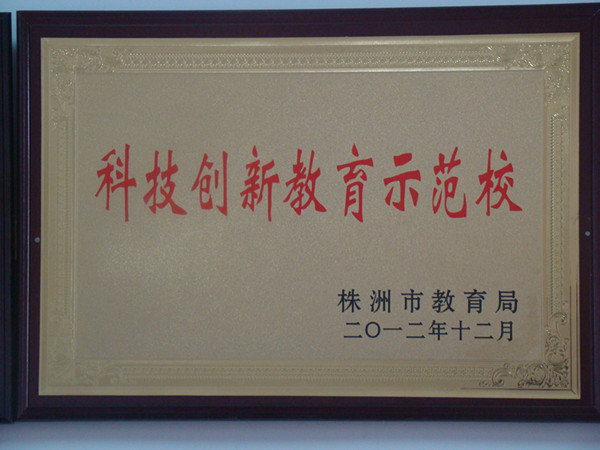 科技创新教育示范校
株洲市教育局
二〇一二年十二月